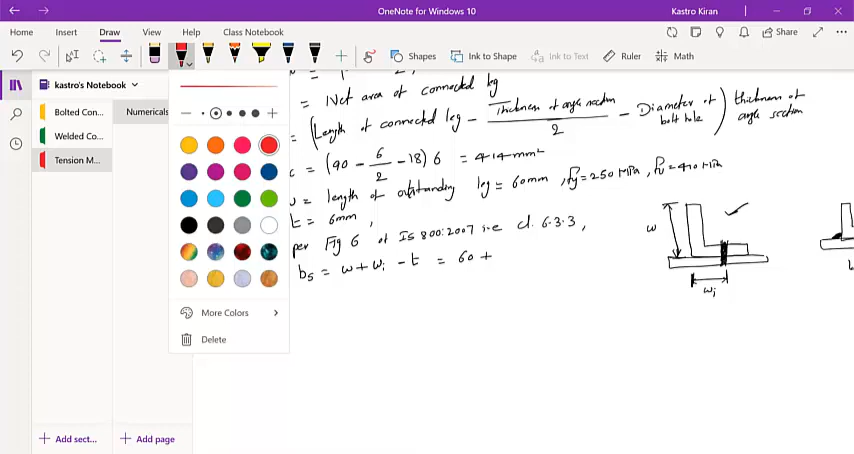 OneNote for Windows 10
Kastro Kiran
Home Insert Draw View Help Class Notebook
Share
Shapes Ink to Shape Ink to Text Ruler Math
kastro's Notebook
Bolted Con...
Welded Co...
Tension M...
Numericals
More Colors
Delete
Add sect...
Add page
= Net area of connected leg
= (Length of connected leg - Thickness of angle section / 2 - Diameter of bolt hole) thickness of angle section
= (90 - 6/2 - 18) 6 = 414 mm²
= length of outstanding leg = 60mm, fy = 250 MPa, fu = 410 MPa
t = 6mm,
per Fig 6 of IS 800:2007 i.e cl. 6.3.3,
bs = w + wi - t = 60 +
w
wi